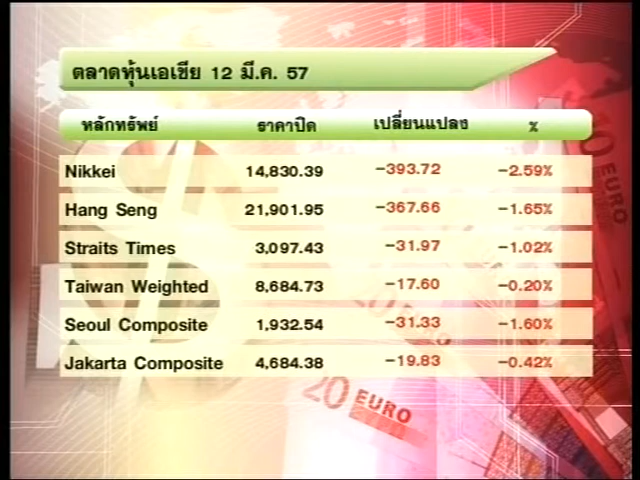 ตลาดหุ้นเอเชีย 12 มี.ค. 57
หลักทรัพย์ ราคาปิด เปลี่ยนแปลง %
Nikkei 14,830.39 -393.72 -2.59%
Hang Seng 21,901.95 -367.66 -1.65%
Straits Times 3,097.43 -31.97 -1.02%
Taiwan Weighted 8,684.73 -17.60 -0.20%
Seoul Composite 1,932.54 -31.33 -1.60%
Jakarta Composite 4,684.38 -19.83 -0.42%
20 EURO
EURO